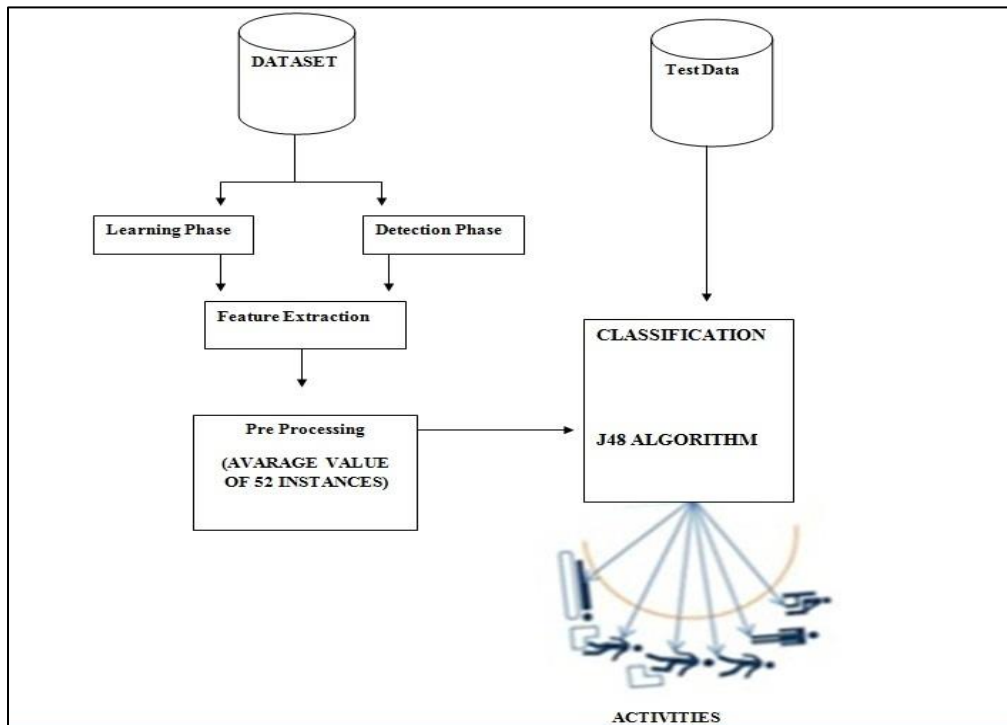 DATASET
Test Data
Learning Phase
Detection Phase
Feature Extraction
CLASSIFICATION
J48 ALGORITHM
Pre Processing
(AVARAGE VALUE
OF 52 INSTANCES)
ACTIVITIES